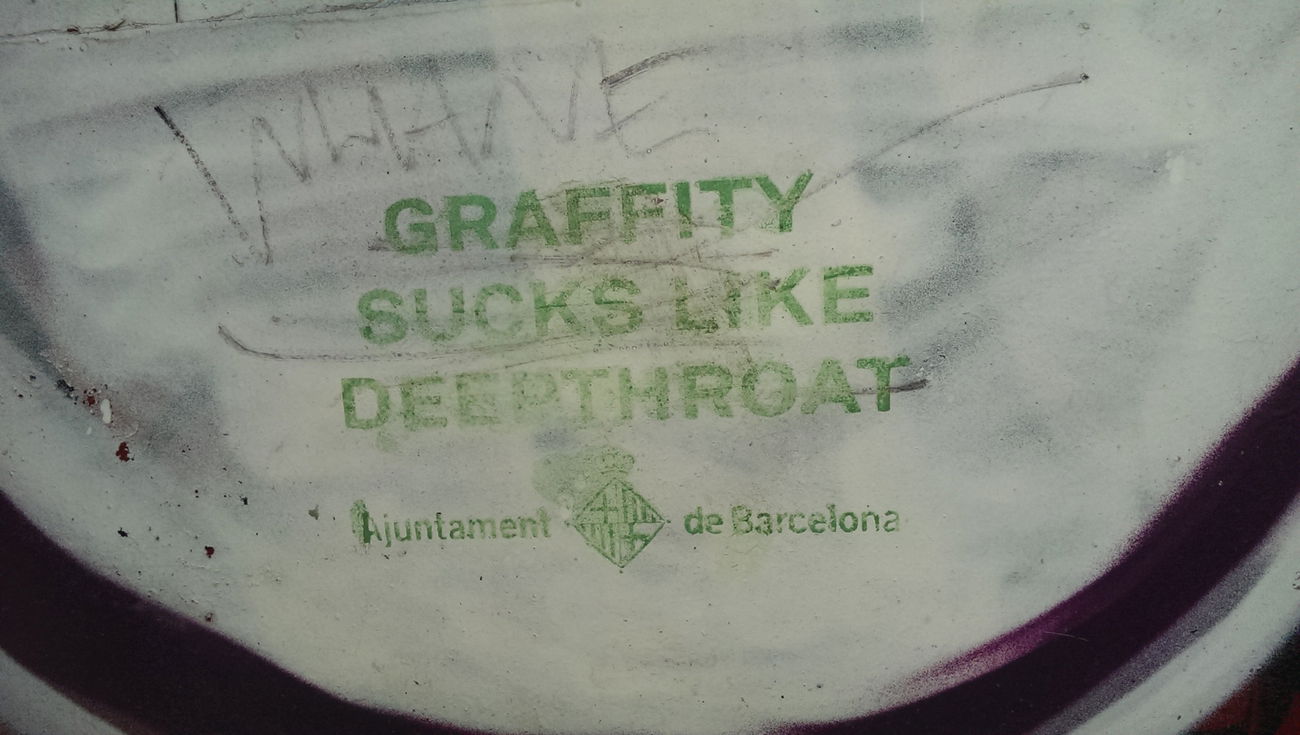 GRAFFITY
SUCKS LIKE
DEEPTHROAT
Ajuntament de Barcelona